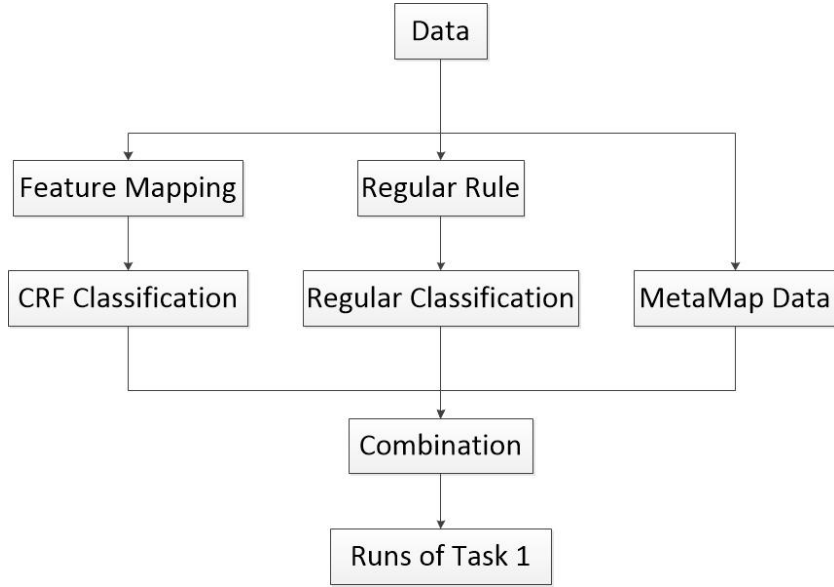 Data
Feature Mapping
Regular Rule
CRF Classification
Regular Classification
MetaMap Data
Combination
Runs of Task 1